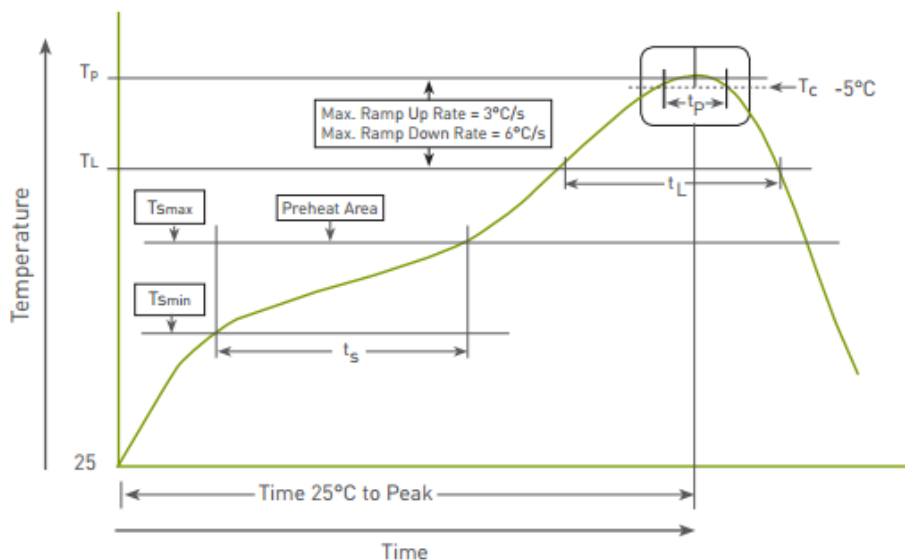 Tp
Tc -5°C
tp
Max. Ramp Up Rate = 3°C/s
Max. Ramp Down Rate = 6°C/s
TL
tL
Tsmax
Preheat Area
Tsmin
ts
Temperature
25
Time 25°C to Peak
Time